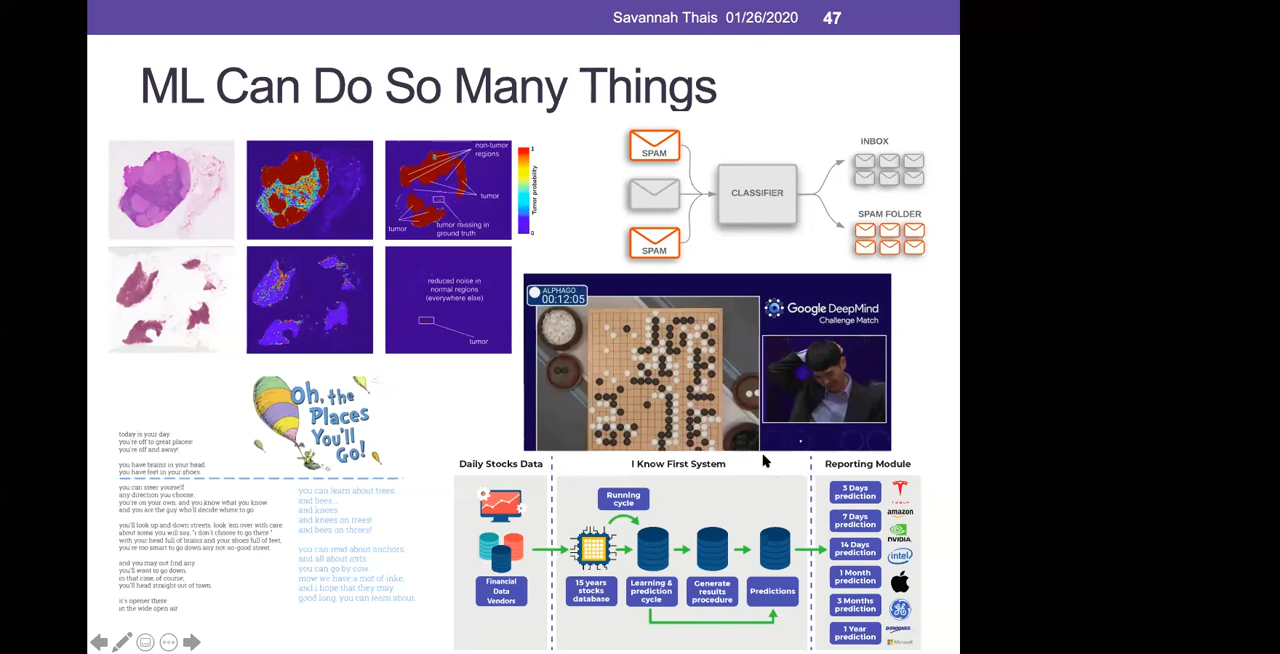 Savannah Thais 01/26/2020 47
ML Can Do So Many Things
non-tumor
regions
tumor
tumor
tumor missing in
ground truth
1
Tumor probability
0
reduced noise in
normal regions
(everywhere else)
tumor
SPAM
SPAM
CLASSIFIER
INBOX
SPAM FOLDER
ALPHAGO
00:12:05
Google DeepMind
Challenge Match
Oh, the
Places
You'll
Go!
today is your day.
you're off to great places!
you're off and away!
you have brains in your head.
you have feet in your shoes.
you can steer yourself
any direction you choose.
you're on your own. and you know what you know
and you are the guy who'll decide where to go.
you'll look up and down streets. look 'em over with care.
about some you will say, "i don't choose to go there."
with your head full of brains and your shoes full of feet,
you're too smart to go down any not-so-good street.
and you may not find any
you'll want to go down.
in that case, of course,
you'll head straight out of town.
it's opener there
in the wide open air.
you can learn about trees.
and bees...
and knees.
and knees on trees!
and bees on threes!
you can read about anchors.
and all about ants.
you can go by cow.
mow we have a mot of inke.
and i hope that they may.
good long. you can learn about.
Daily Stocks Data
Financial
Data
Vendors
I Know First System
Running
cycle
15 years
stocks
database
Learning &
prediction
cycle
Generate
results
procedure
Predictions
Reporting Module
3 Days
prediction
7 Days
prediction
14 Days
prediction
1 Month
prediction
3 Months
prediction
1 Year
prediction
TESLA
amazon
NVIDIA
intel
GE
Microsoft